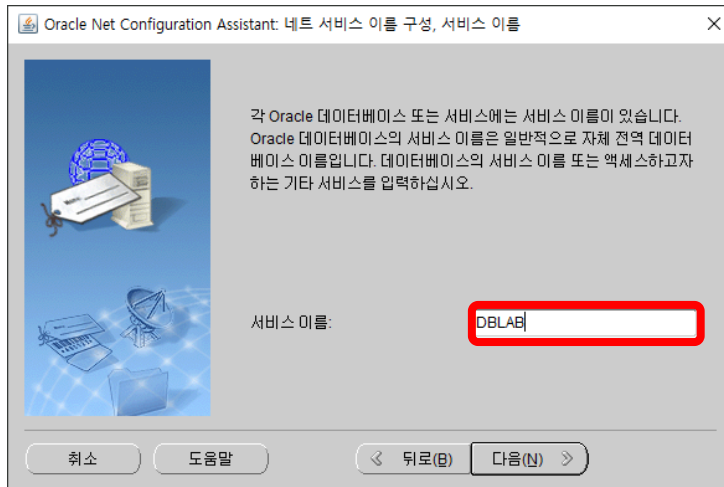 Oracle Net Configuration Assistant: 네트 서비스 이름 구성, 서비스 이름
각 Oracle 데이터베이스 또는 서비스에는 서비스 이름이 있습니다.
Oracle 데이터베이스의 서비스 이름은 일반적으로 자체 전역 데이터
베이스 이름입니다. 데이터베이스의 서비스 이름 또는 액세스하고자
하는 기타 서비스를 입력하십시오.
서비스 이름:
DBLAB
취소
도움말
뒤로(B)
다음(N)